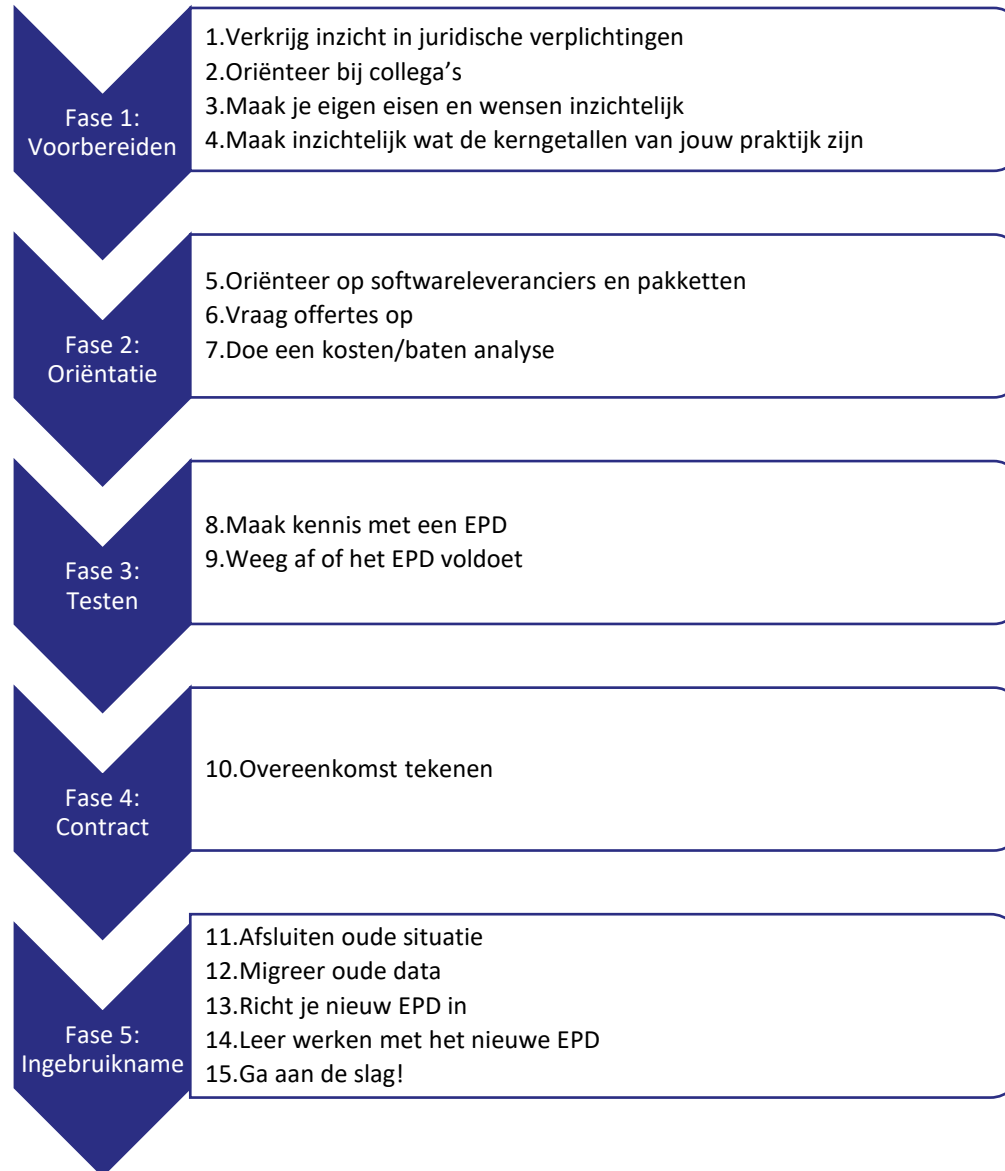 Fase 1:
Voorbereiden
1.Verkrijg inzicht in juridische verplichtingen
2.Oriënteer bij collega’s
3.Maak je eigen eisen en wensen inzichtelijk
4.Maak inzichtelijk wat de kerngetallen van jouw praktijk zijn
Fase 2:
Oriëntatie
5.Oriënteer op softwareleveranciers en pakketten
6.Vraag offertes op
7.Doe een kosten/baten analyse
Fase 3:
Testen
8.Maak kennis met een EPD
9.Weeg af of het EPD voldoet
Fase 4:
Contract
10.Overeenkomst tekenen
Fase 5:
Ingebruikname
11.Afsluiten oude situatie
12.Migreer oude data
13.Richt je nieuw EPD in
14.Leer werken met het nieuwe EPD
15.Ga aan de slag!